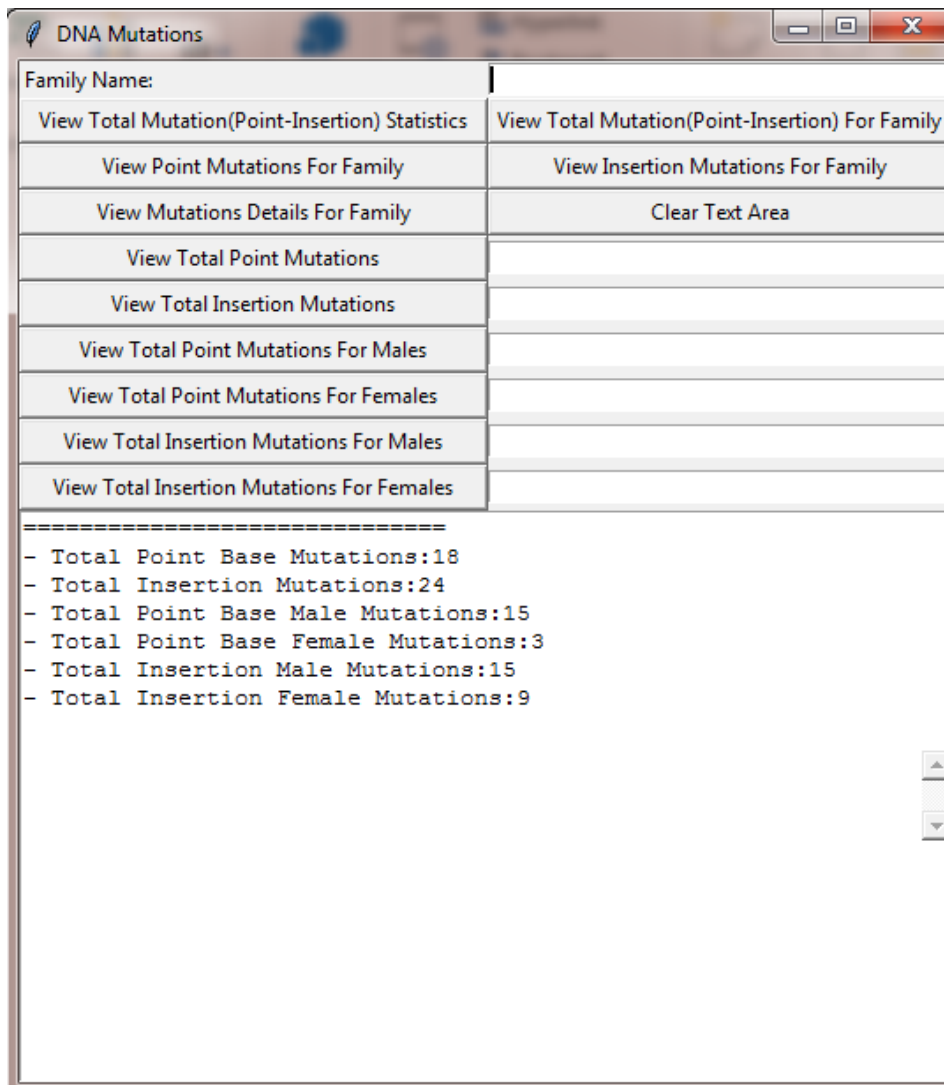 DNA Mutations
Family Name:
View Total Mutation(Point-Insertion) Statistics View Total Mutation(Point-Insertion) For Family
View Point Mutations For Family View Insertion Mutations For Family
View Mutations Details For Family Clear Text Area
View Total Point Mutations
View Total Insertion Mutations
View Total Point Mutations For Males
View Total Point Mutations For Females
View Total Insertion Mutations For Males
View Total Insertion Mutations For Females
==============================
- Total Point Base Mutations:18
- Total Insertion Mutations:24
- Total Point Base Male Mutations:15
- Total Point Base Female Mutations:3
- Total Insertion Male Mutations:15
- Total Insertion Female Mutations:9